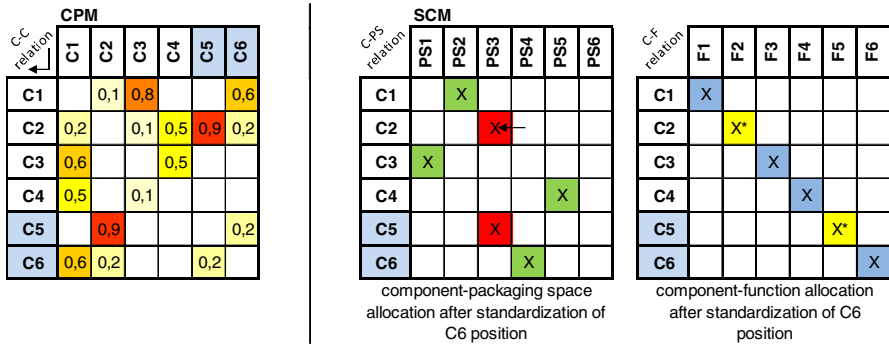 CPM
C-C relation C1 C2 C3 C4 C5 C6
C1 0,1 0,8 0,6
C2 0,2 0,1 0,5 0,9 0,2
C3 0,6 0,5
C4 0,5 0,1
C5 0,9 0,2
C6 0,6 0,2 0,2
SCM
C-PS relation PS1 PS2 PS3 PS4 PS5 PS6
C1 X
C2 X
C3 X
C4 X
C5 X
C6 X
component-packaging space
allocation after standardization of
C6 position
C-F relation F1 F2 F3 F4 F5 F6
C1 X
C2 X*
C3 X
C4 X
C5 X*
C6 X
component-function allocation
after standardization of C6
position